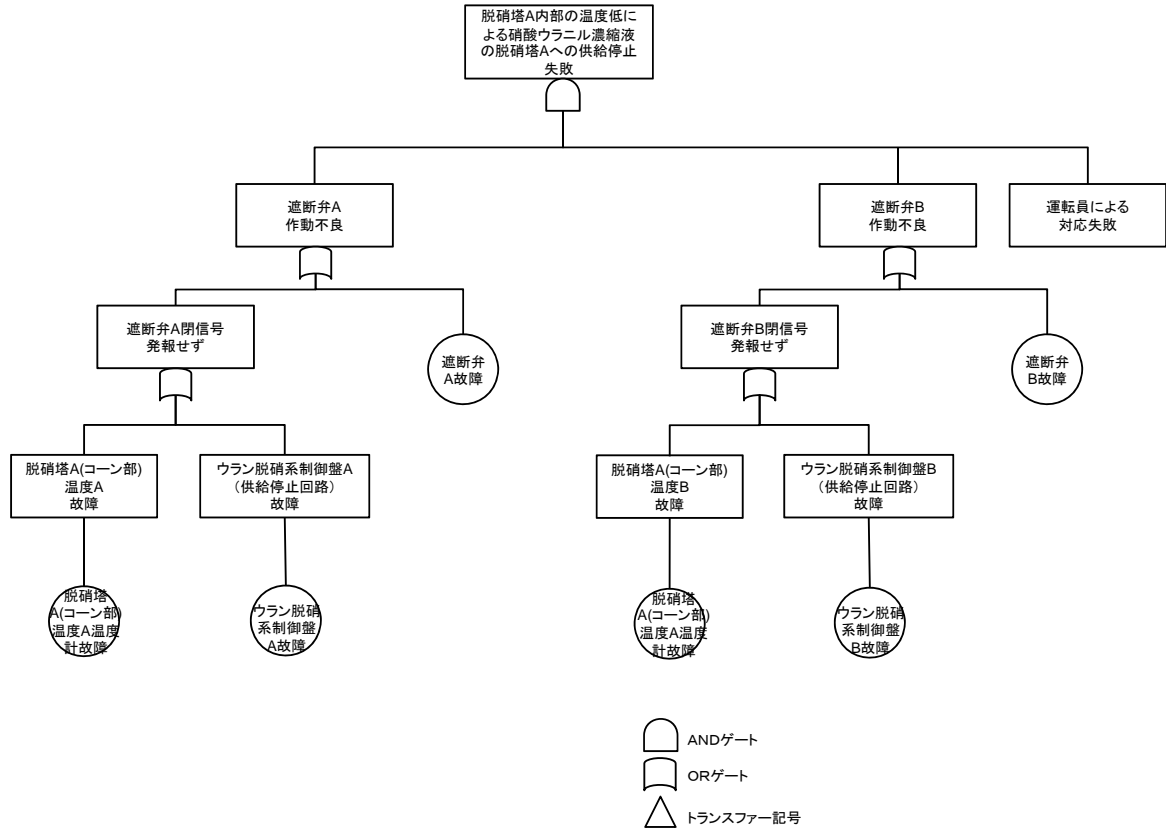 脱硝塔A内部の温度低に
よる硝酸ウラニル濃縮液
の脱硝塔Aへの供給停止
失敗
遮断弁A
作動不良
遮断弁B
作動不良
運転員による
対応失敗
遮断弁A閉信号
発報せず
遮断弁
A故障
遮断弁B閉信号
発報せず
遮断弁
B故障
脱硝塔A(コーン部)
温度A
故障
ウラン脱硝系制御盤A
（供給停止回路）
故障
脱硝塔A(コーン部)
温度B
故障
ウラン脱硝系制御盤B
（供給停止回路）
故障
脱硝塔
A(コーン部)
温度A温度
計故障
ウラン脱硝
系制御盤
A故障
脱硝塔
A(コーン部)
温度A温度
計故障
ウラン脱硝
系制御盤
B故障
ANDゲート
ORゲート
トランスファー記号